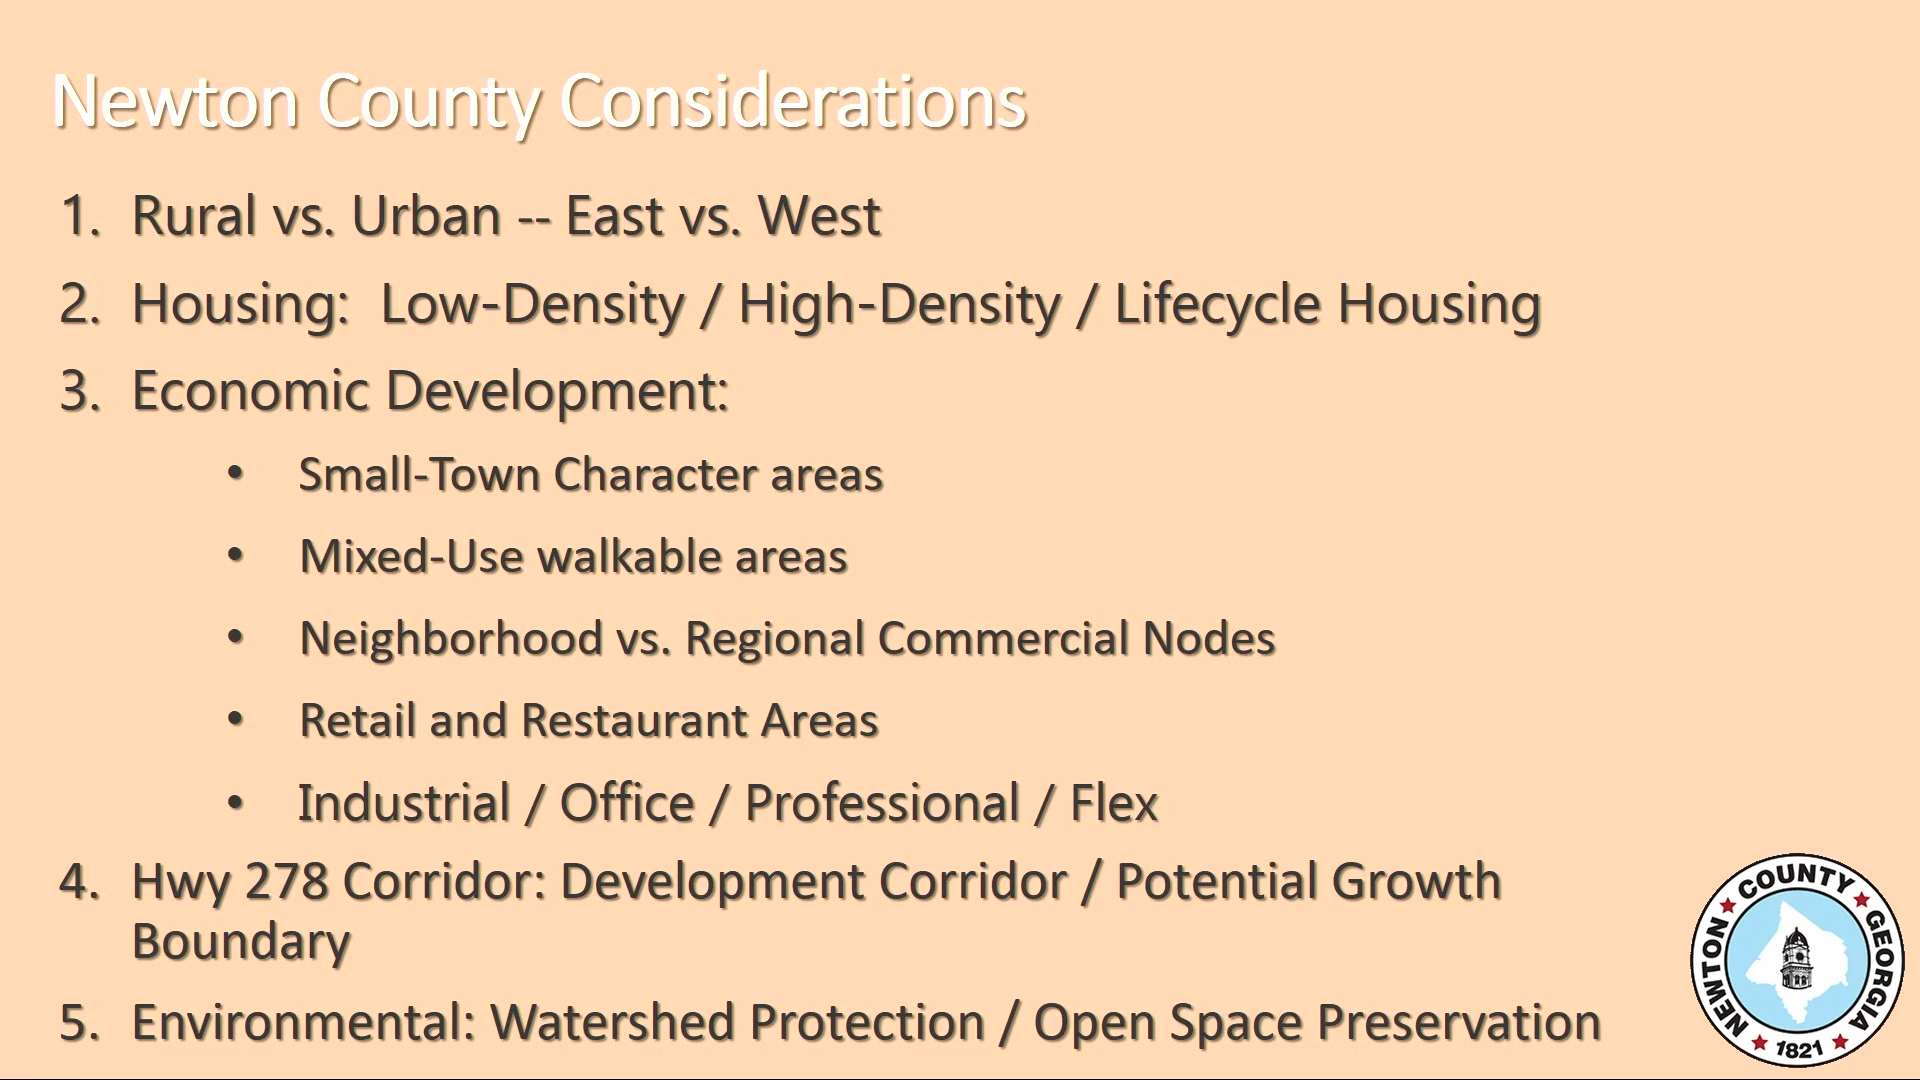 Newton County Considerations
1. Rural vs. Urban -- East vs. West
2. Housing:  Low-Density / High-Density / Lifecycle Housing
3. Economic Development:
• Small-Town Character areas
• Mixed-Use walkable areas
• Neighborhood vs. Regional Commercial Nodes
• Retail and Restaurant Areas
• Industrial / Office / Professional / Flex
4. Hwy 278 Corridor: Development Corridor / Potential Growth
Boundary
5. Environmental: Watershed Protection / Open Space Preservation
NEWTON ★ COUNTY ★ GEORGIA
★ 1821 ★